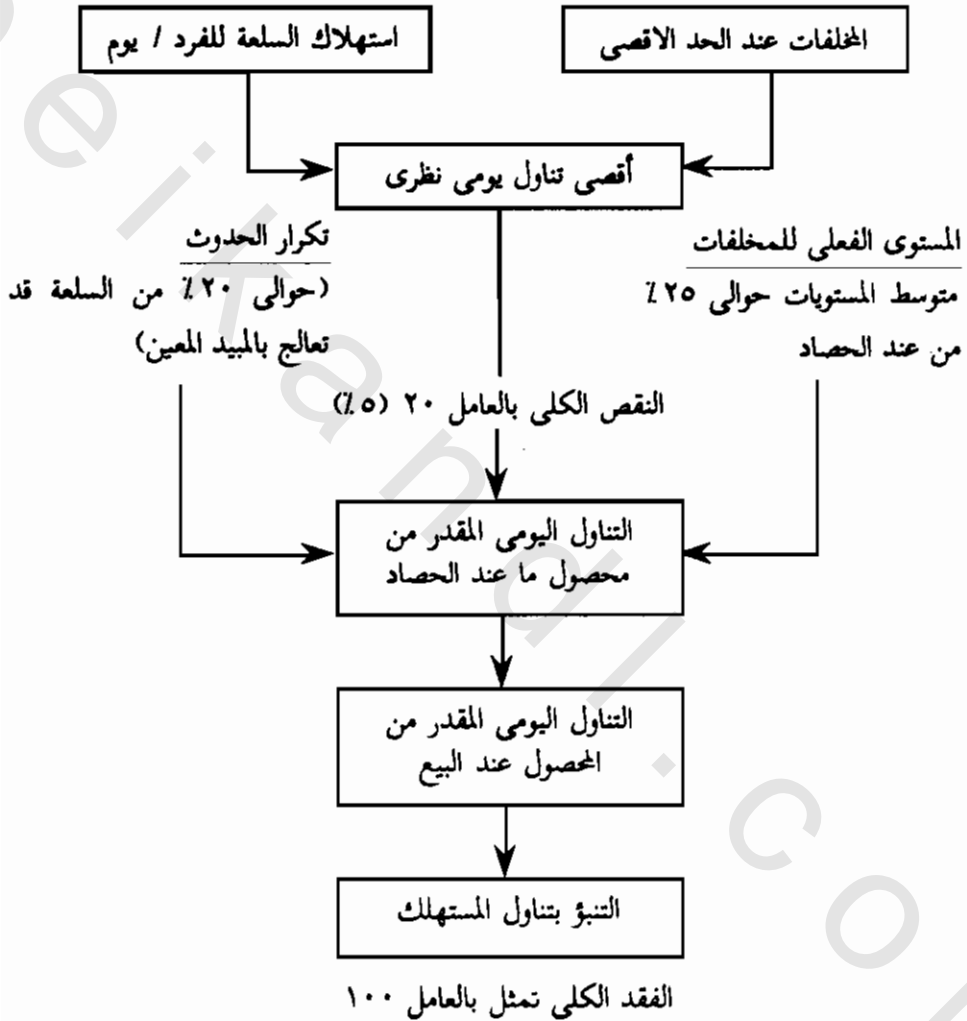 المخلفات عند الحد الاقصى
استهلاك السلعة للفرد / يوم
أقصى تناول يومى نظرى
المستوى الفعلى للمخلفات
متوسط المستويات حوالى ٢٥٪
من عند الحصاد
تكرار الحدوث
(حوالى ٢٠٪ من السلعة قد
تعالج بالمبيد المعين)
النقص الكلى بالعامل ٢٠ (٥٪)
التناول اليومى المقدر من
محصول ما عند الحصاد
التناول اليومى المقدر من
المحصول عند البيع
التنبؤ بتناول المستهلك
الفقد الكلى تمثل بالعامل ١٠٠
eikandl.co